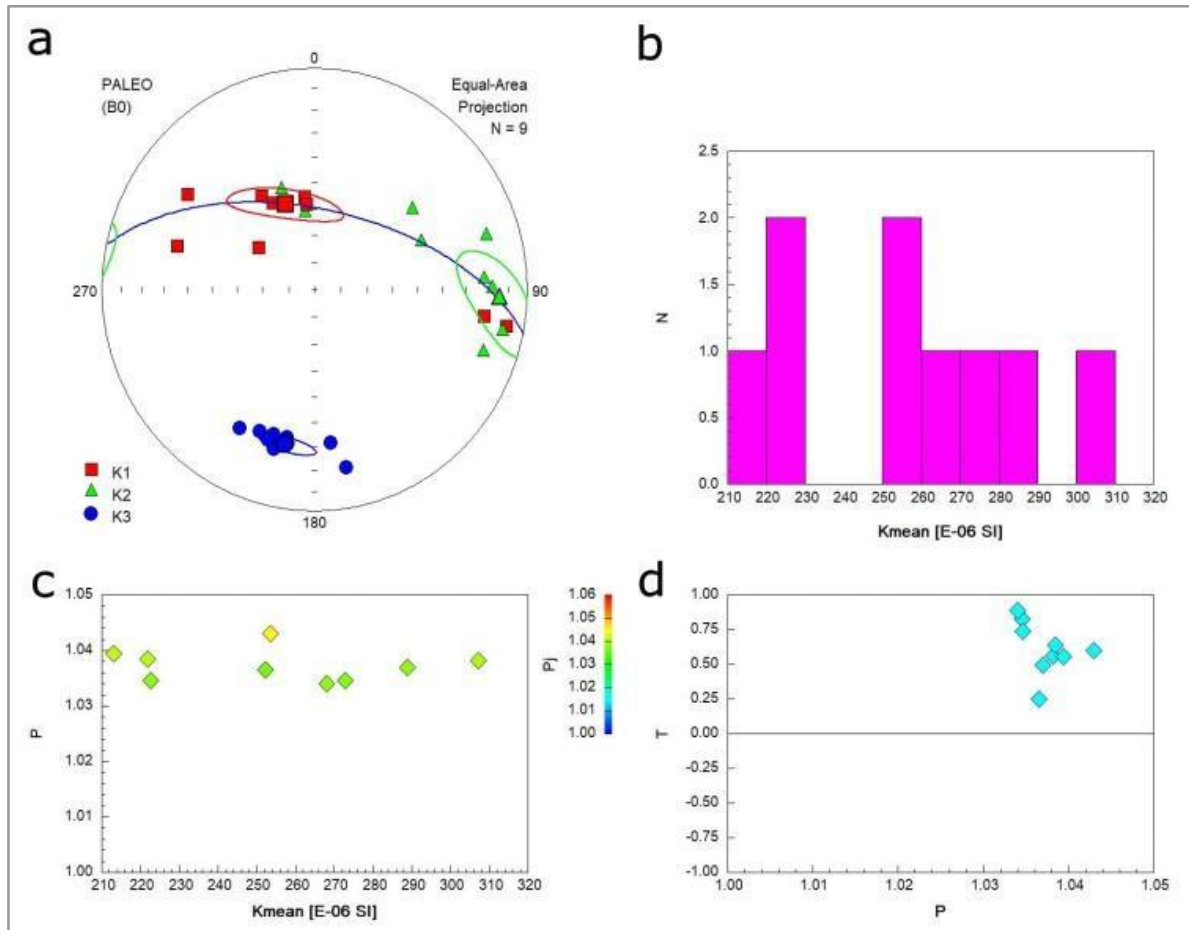 a
PALEO
(B0)
0
Equal-Area
Projection
N = 9
270
90
180
K1
K2
K3
b
2.5
2.0
1.5
1.0
0.5
0.0
N
210 220 230 240 250 260 270 280 290 300 310 320
Kmean [E-06 SI]
c
1.05
1.04
1.03
1.02
1.01
1.00
P
210 220 230 240 250 260 270 280 290 300 310 320
Kmean [E-06 SI]
Pj
1.06
1.05
1.04
1.03
1.02
1.01
1.00
d
1.00
0.75
0.50
0.25
0.00
-0.25
-0.50
-0.75
-1.00
T
1.00 1.01 1.02 1.03 1.04 1.05
P